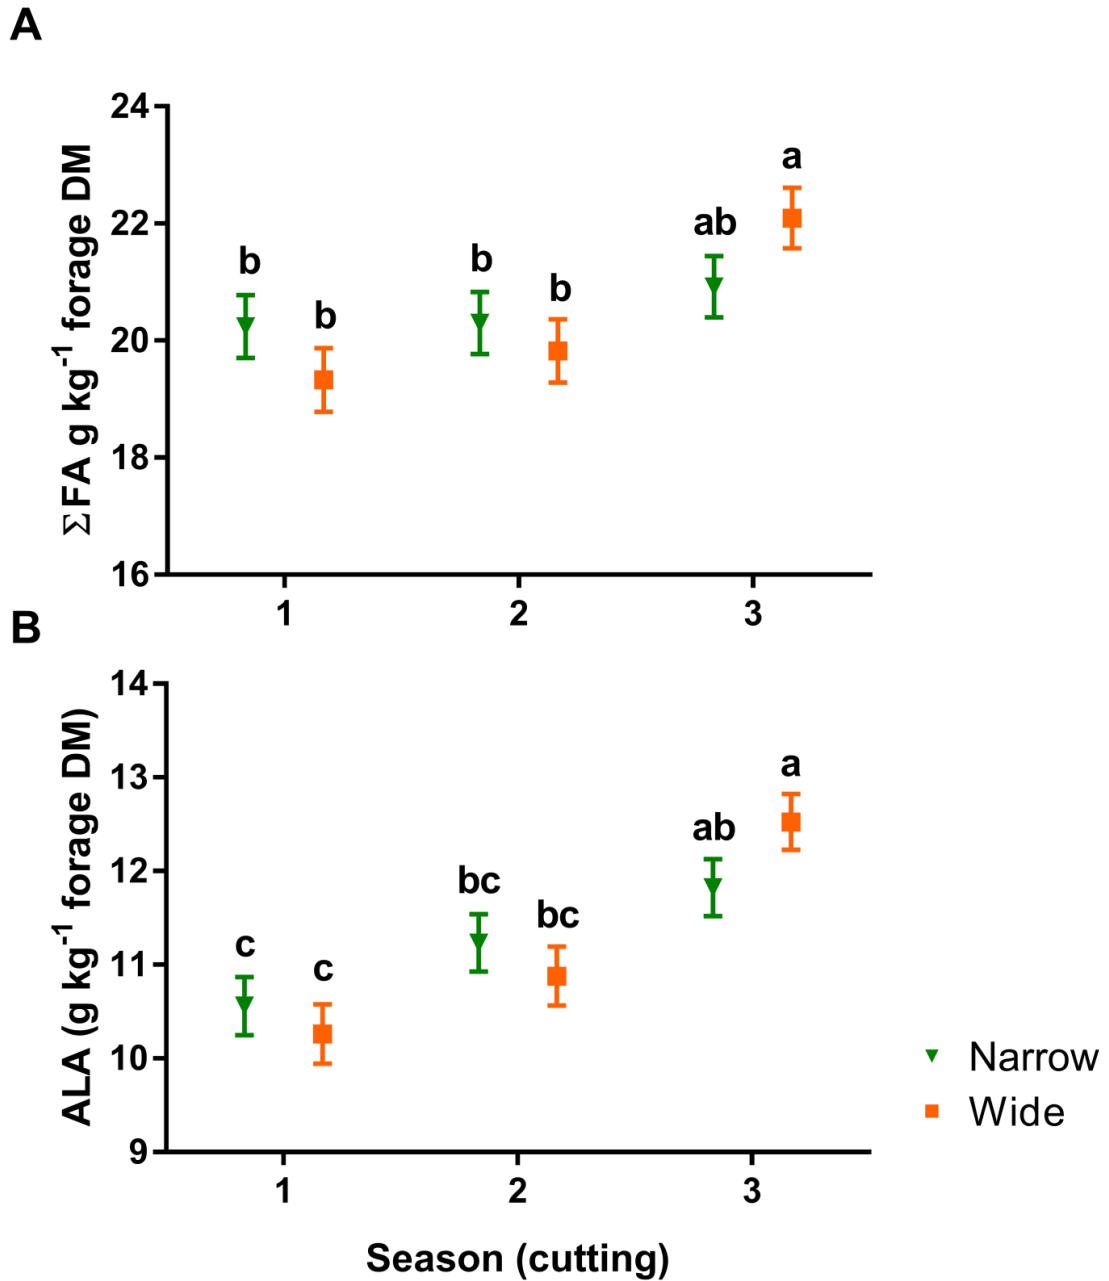 A
ΣFA g kg⁻¹ forage DM
24
22
20
18
16
b
b
b
b
ab
a
1 2 3
B
ALA (g kg⁻¹ forage DM)
14
13
12
11
10
9
c
c
bc
bc
ab
a
1 2 3
Season (cutting)
Narrow
Wide